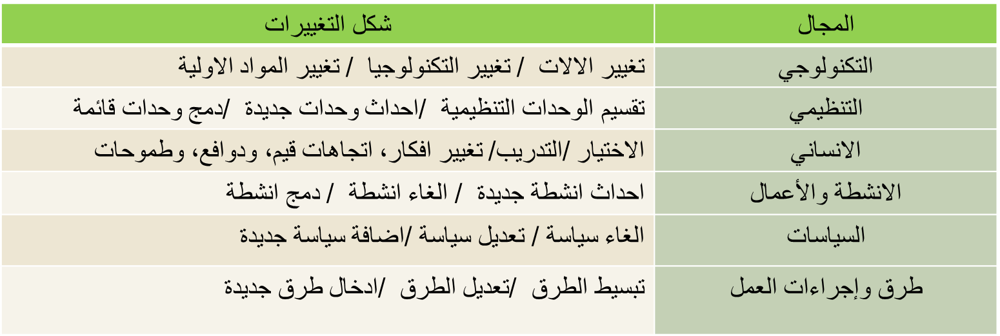 المجال شكل التغييرات
التكنولوجي تغيير الالات / تغيير التكنولوجيا / تغيير المواد الاولية
التنظيمي تقسيم الوحدات التنظيمية /احداث وحدات جديدة /دمج وحدات قائمة
الانساني الاختيار /التدريب/ تغيير افكار، اتجاهات قيم، ودوافع، وطموحات
الانشطة والأعمال احداث انشطة جديدة / الغاء انشطة / دمج انشطة
السياسات الغاء سياسة / تعديل سياسة /اضافة سياسة جديدة
طرق وإجراءات العمل تبسيط الطرق /تعديل الطرق /ادخال طرق جديدة